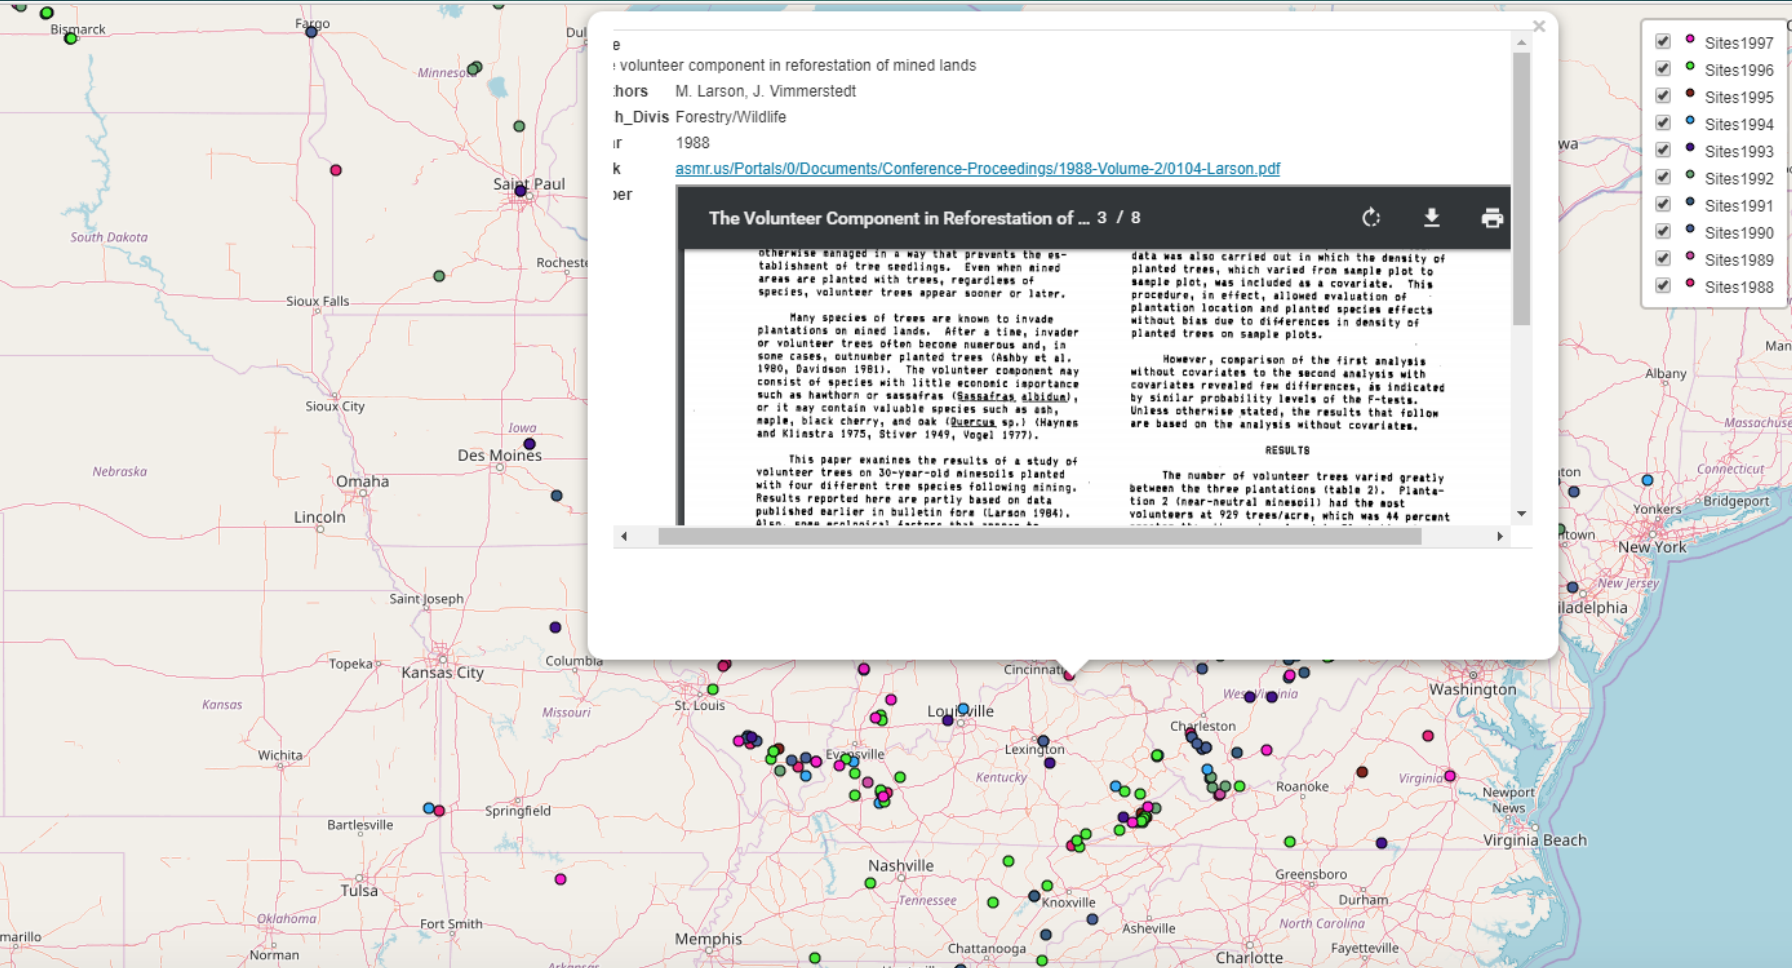 e
volunteer component in reforestation of mined lands
hors M. Larson, J. Vimmerstedt
h_Divis Forestry/Wildlife
r 1988
k asmr.us/Portals/0/Documents/Conference-Proceedings/1988-Volume-2/0104-Larson.pdf
per
The Volunteer Component in Reforestation of ... 3 / 8
otherwise managed in a way that prevents the es-
tablishment of tree seedlings. Even when mined
areas are planted with trees, regardless of
species, volunteer trees appear sooner or later.
Many species of trees are known to invade
plantations on mined lands. After a time, invader
or volunteer trees often become numerous and, in
some cases, outnumber planted trees (Ashby et al.
1980, Davidson 1981). The volunteer component may
consist of species with little economic importance
such as hawthorn or sassafras (Sassafras albidum),
or it may contain valuable species such as ash,
maple, black cherry, and oak (Quercus sp.) (Haynes
and Klimstra 1975, Stiver 1949, Vogel 1977).
This paper examines the results of a study of
volunteer trees on 30-year-old minesoils planted
with four different tree species following mining.
Results reported here are partly based on data
published earlier in bulletin form (Larson 1984).
Also, some ecological factors that appear to
data was also carried out in which the density of
planted trees, which varied from sample plot to
sample plot, was included as a covariate. This
procedure, in effect, allowed evaluation of
plantation location and planted species effects
without bias due to differences in density of
planted trees on sample plots.
However, comparison of the first analysis
without covariates to the second analysis with
covariates revealed few differences, as indicated
by similar probability levels of the F-tests.
Unless otherwise stated, the results that follow
are based on the analysis without covariates.
RESULTS
The number of volunteer trees varied greatly
between the three plantations (table 2). Planta-
tion 2 (near-neutral minesoil) had the most
volunteers at 929 trees/acre, which was 44 percent
×
Sites1997
Sites1996
Sites1995
Sites1994
Sites1993
Sites1992
Sites1991
Sites1990
Sites1989
Sites1988
Bismarck
Fargo
Dul
Minnesot
Saint Paul
South Dakota
Rocheste
Sioux Falls
Sioux City
Iowa
Des Moines
Nebraska
Omaha
Lincoln
Saint Joseph
Topeka
Kansas City
Columbia
Kansas
Missouri
St. Louis
Wichita
Springfield
Bartlesville
Tulsa
Oklahoma
Fort Smith
marillo
Norman
Arkansas
Memphis
Nashville
Tennessee
Chattanooga
Knoxville
Asheville
Evansville
Louisville
Cincinnati
Lexington
Kentucky
Charleston
West Virginia
Washington
Roanoke
Virginia
Newport
News
Virginia Beach
Greensboro
Durham
North Carolina
Fayetteville
Charlotte
wa
Man
Albany
Massachuse
Connecticut
Bridgeport
Yonkers
New York
New Jersey
iladelphia
ton
town